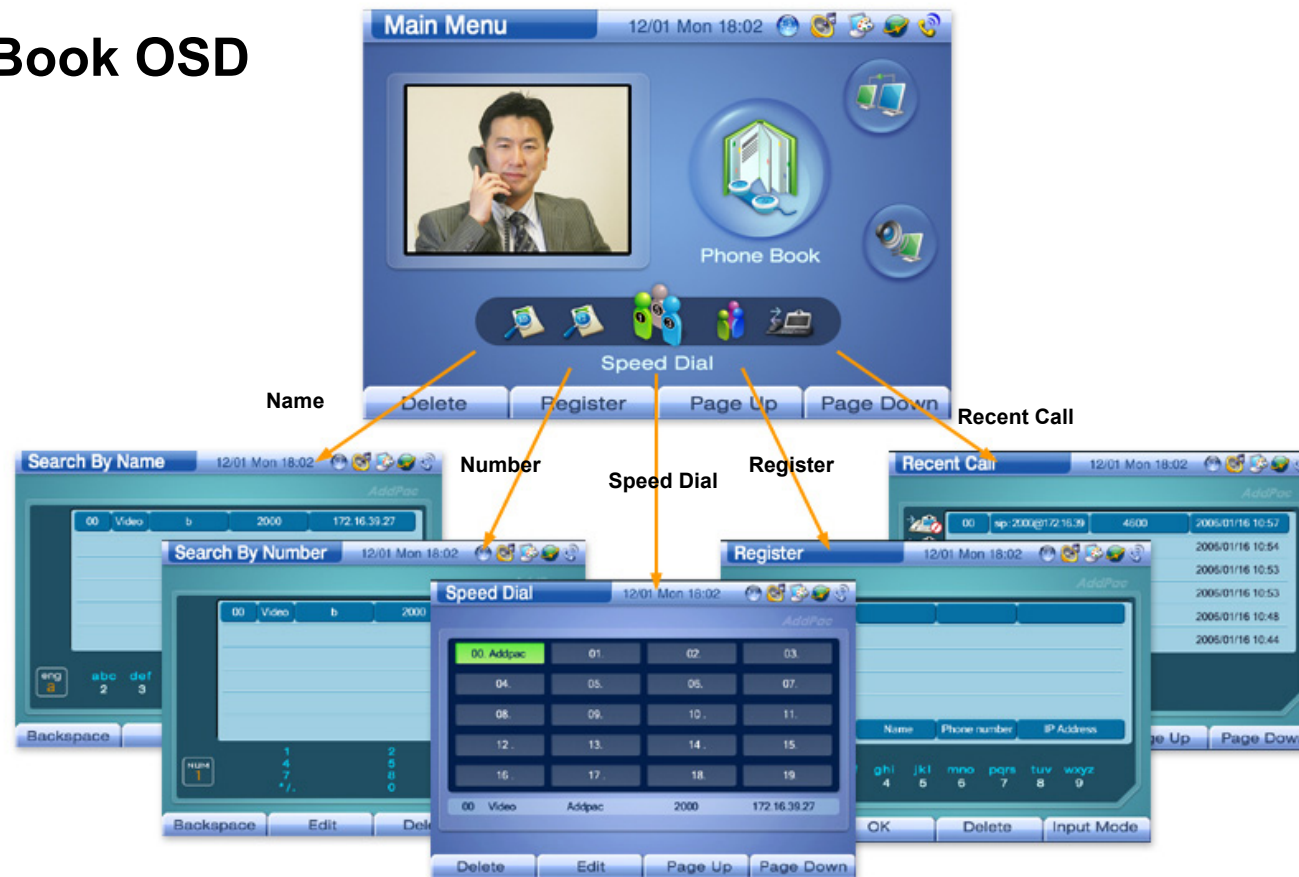 Book OSD
Main Menu 12/01 Mon 18:02
Phone Book
Speed Dial
Delete Register Page Up Page Down
Name
Number
Speed Dial
Register
Recent Call
Search By Name 12/01 Mon 18:02
AddPac
00 Video b 2000 172.16.39.27
eng
a
abc def
2 3
Backspace
Search By Number 12/01 Mon 18:02
00 Video b 2000
NUM
1
1 2
4 5
7 8
*/. 0
Backspace Edit
Speed Dial 12/01 Mon 18:02
AddPac
00. Addpac 01. 02. 03.
04. 05. 06. 07.
08. 09. 10. 11.
12. 13. 14. 15.
16. 17. 18. 19.
00 Video Addpac 2000 172.16.39.27
Delete Edit Page Up Page Down
Register 12/01 Mon 18:02
AddPac
Name Phone number IP Address
ghi jkl mno pqrs tuv wxyz
4 5 6 7 8 9
OK Delete Input Mode
Recent Call 12/01 Mon 18:02
AddPac
00 sip:2000@172.16.39 4600 2006/01/16 10:57
2006/01/16 10:54
2006/01/16 10:53
2006/01/16 10:53
2006/01/16 10:48
2006/01/16 10:44
Up Page Down